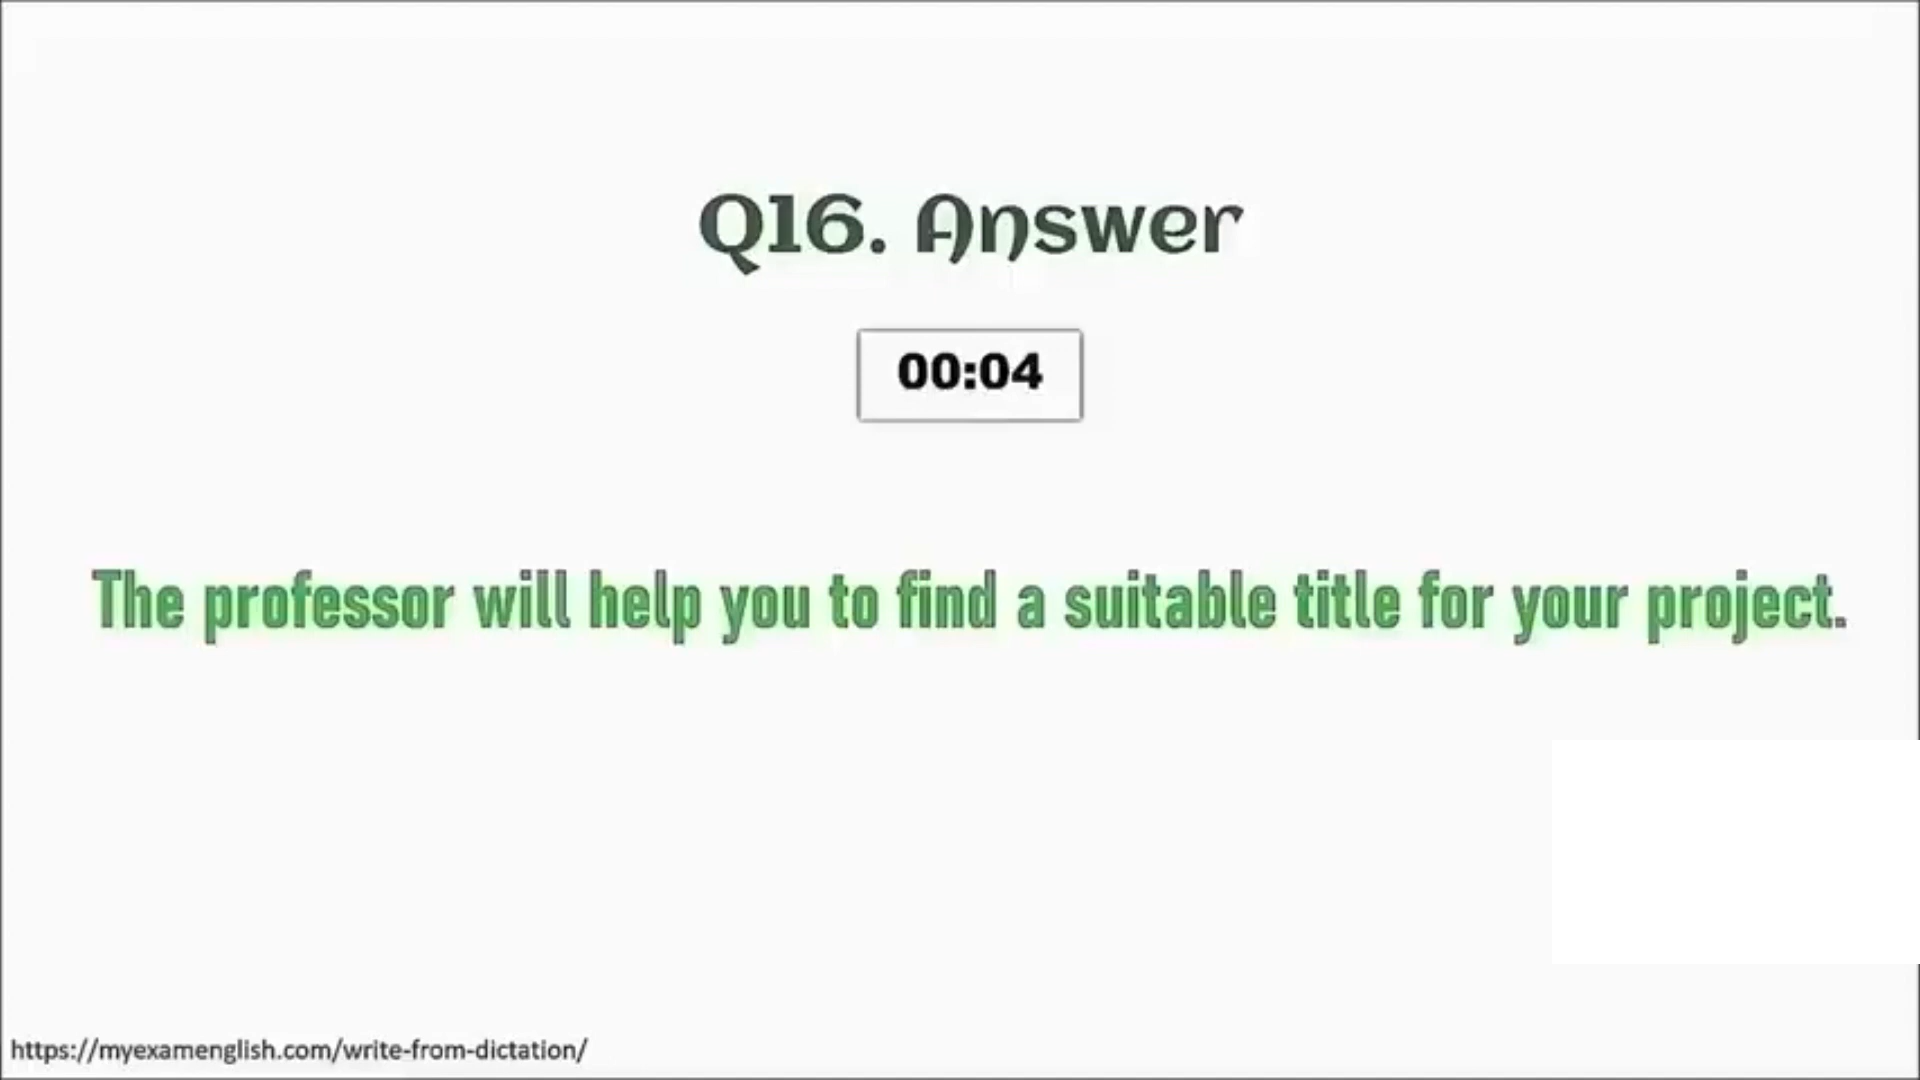 Q16. Answer
00:04
The professor will help you to find a suitable title for your project.
https://myexamenglish.com/write-from-dictation/